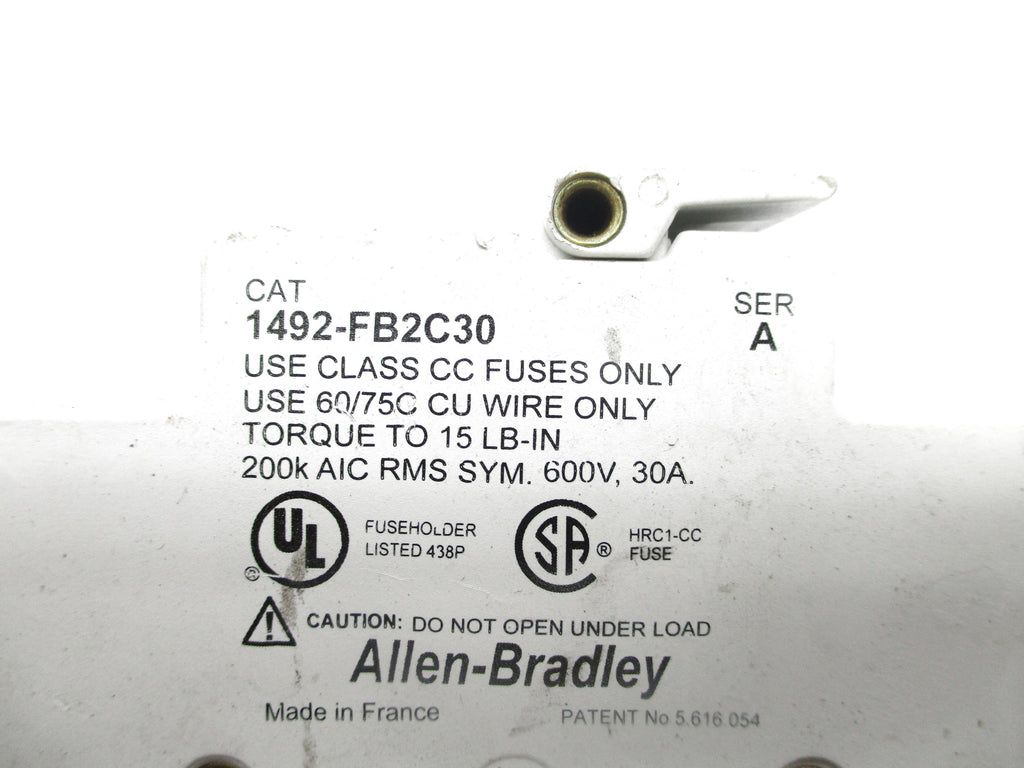 CAT
1492-FB2C30
SER
A
USE CLASS CC FUSES ONLY
USE 60/75C CU WIRE ONLY
TORQUE TO 15 LB-IN
200k AIC RMS SYM. 600V, 30A.
UL
®
FUSEHOLDER
LISTED 438P
SA ®
HRC1-CC
FUSE
CAUTION: DO NOT OPEN UNDER LOAD
Allen-Bradley
Made in France
PATENT No 5.616.054